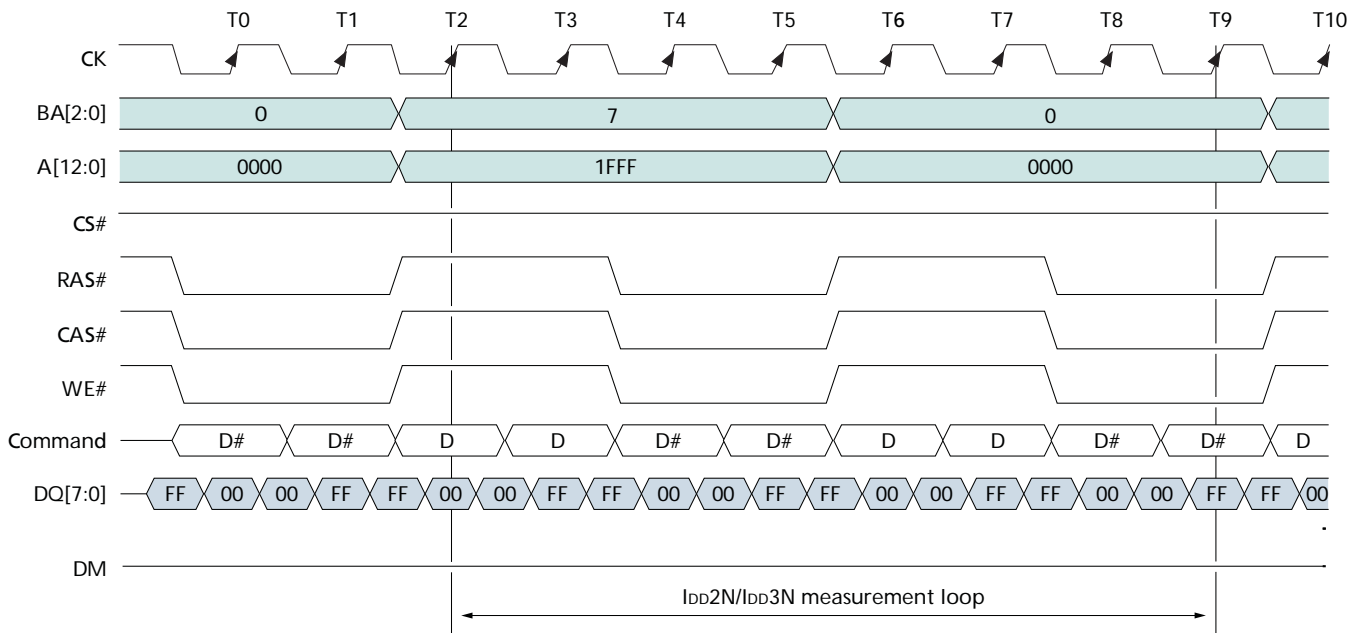 T0 T1 T2 T3 T4 T5 T6 T7 T8 T9 T10
CK
BA[2:0] 0 7 0
A[12:0] 0000 1FFF 0000
CS#
RAS#
CAS#
WE#
Command D# D# D D D# D# D D D# D# D
DQ[7:0] FF 00 00 FF FF 00 00 FF FF 00 00 FF FF 00 00 FF FF 00 00 FF FF 00
DM
IDD2N/IDD3N measurement loop